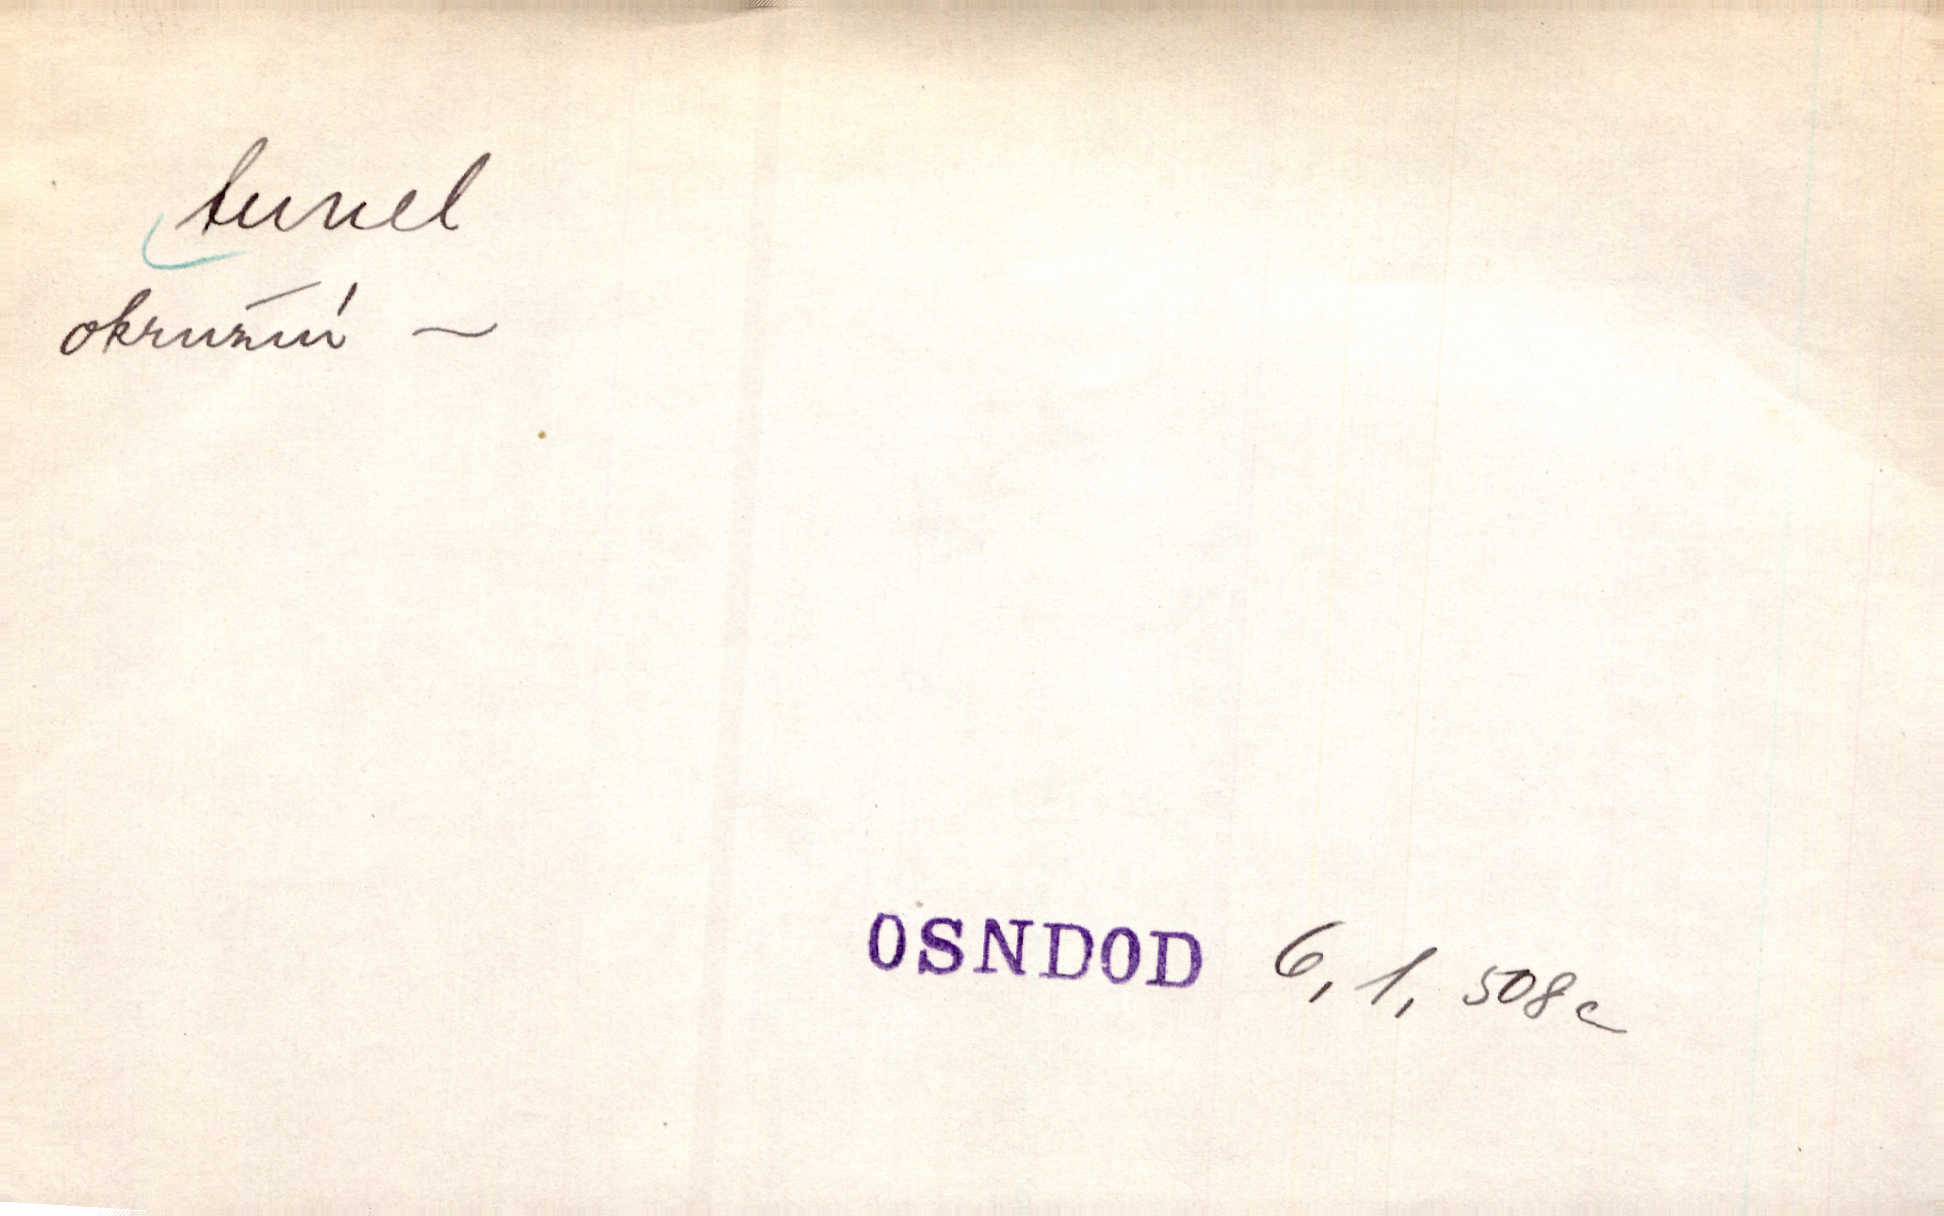 tunel
okružní ~
OSNDOD 6, 1, 508c